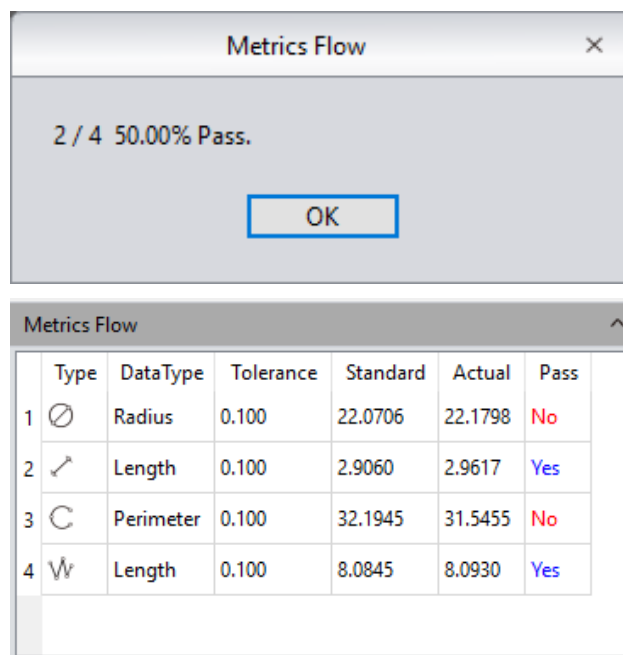 Metrics Flow
2 / 4 50.00% Pass.
OK
Metrics Flow
Type DataType Tolerance Standard Actual Pass
1 Radius 0.100 22.0706 22.1798 No
2 Length 0.100 2.9060 2.9617 Yes
3 Perimeter 0.100 32.1945 31.5455 No
4 Length 0.100 8.0845 8.0930 Yes